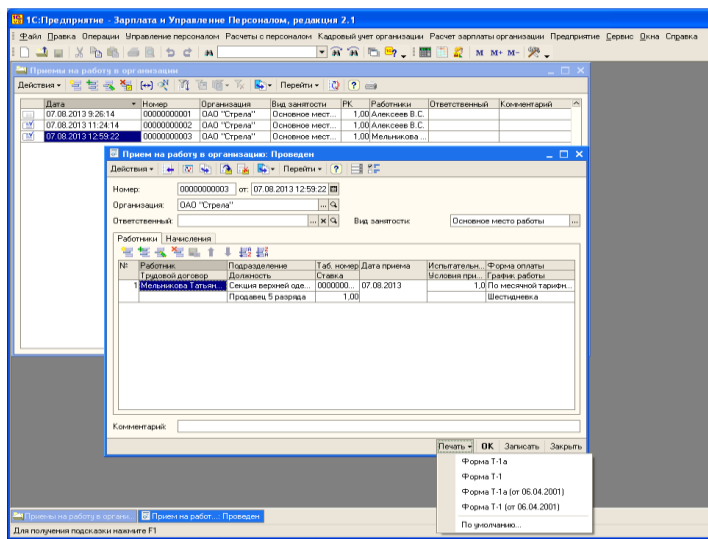 1С:Предприятие - Зарплата и Управление Персоналом, редакция 2.1
Файл Правка Операции Управление персоналом Расчеты с персоналом Кадровый учет организации Расчет зарплаты организации Предприятие Сервис Окна Справка
M M+ M-
Приемы на работу в организации
Действия Перейти
Дата Номер Организация Вид занятости РК Работники Ответственный Комментарий
07.08.2013 9:26:14 00000000001 ОАО "Стрела" Основное мест... 1,00 Алексеев В.С.
07.08.2013 11:24:14 00000000002 ОАО "Стрела" Основное мест... 1,00 Алексеев В.С.
07.08.2013 12:59:22 00000000003 ОАО "Стрела" Основное мест... 1,00 Мельникова ...
Прием на работу в организацию: Проведен
Действия Перейти
Номер: 00000000003 от: 07.08.2013 12:59:22
Организация: ОАО "Стрела" ...
Ответственный: ... x Вид занятости: Основное место работы ...
Работники Начисления
№ Работник Подразделение Таб. номер Дата приема Испытательн... Форма оплаты
Трудовой договор Должность Ставка Условия при... График работы
1 Мельникова Татьян... Секция верхней оде... 0000000... 07.08.2013 1,0 По месячной тарифн...
Продавец 5 разряда 1,00 Шестидневка
Комментарий:
Печать OK Записать Закрыть
Форма Т-1а
Форма Т-1
Форма Т-1а (от 06.04.2001)
Форма Т-1 (от 06.04.2001)
По умолчанию...
Приемы на работу в органи... Прием на работ...: Проведен
Для получения подсказки нажмите F1